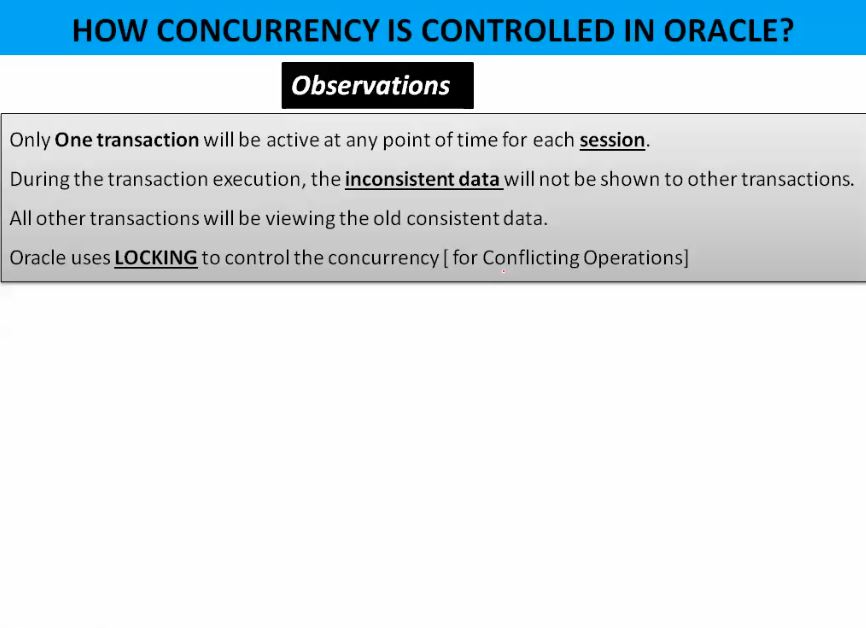 HOW CONCURRENCY IS CONTROLLED IN ORACLE?
Observations
Only One transaction will be active at any point of time for each session.
During the transaction execution, the inconsistent data will not be shown to other transactions.
All other transactions will be viewing the old consistent data.
Oracle uses LOCKING to control the concurrency [ for Conflicting Operations]